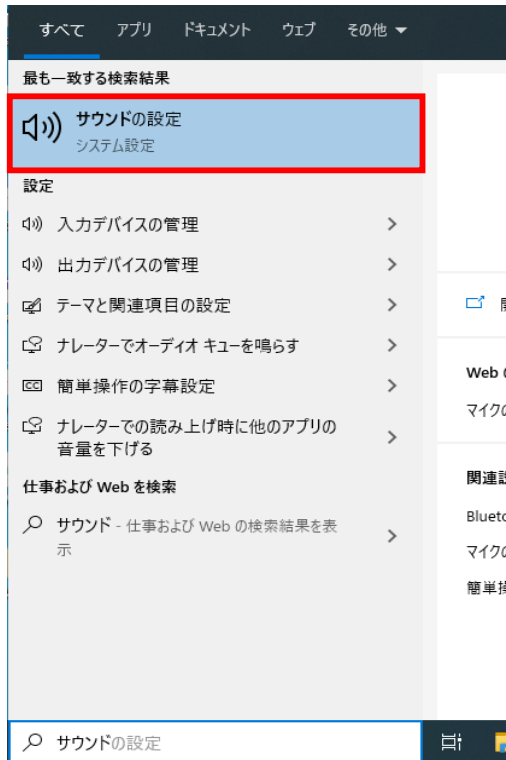 すべて アプリ ドキュメント ウェブ その他
最も一致する検索結果
サウンドの設定
システム設定
設定
入力デバイスの管理
出力デバイスの管理
テーマと関連項目の設定
ナレーターでオーディオ キューを鳴らす
簡単操作の字幕設定
ナレーターでの読み上げ時に他のアプリの
音量を下げる
仕事および Web を検索
サウンド - 仕事および Web の検索結果を表
示
Web
マイク
関連
Blueto
マイク
簡単
サウンドの設定